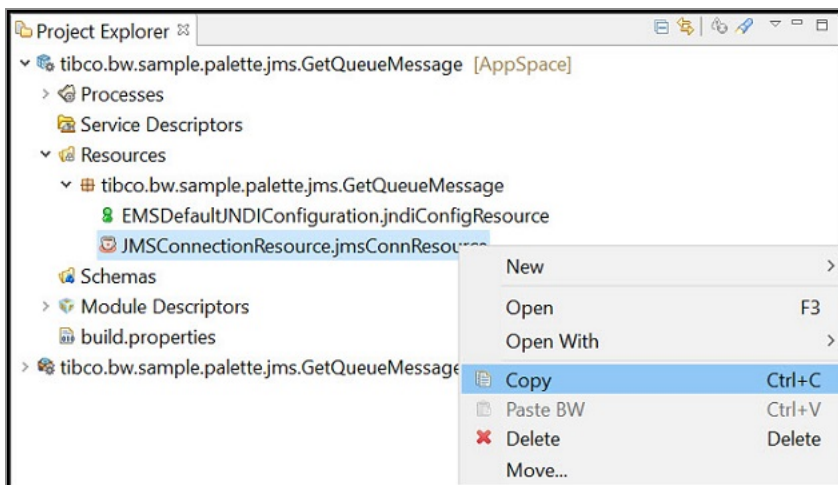 Project Explorer
tibco.bw.sample.palette.jms.GetQueueMessage [AppSpace]
Processes
Service Descriptors
Resources
tibco.bw.sample.palette.jms.GetQueueMessage
EMSDefaultJNDIConfiguration.jndiConfigResource
JMSConnectionResource.jmsConnResource
Schemas
Module Descriptors
build.properties
tibco.bw.sample.palette.jms.GetQueueMessage
New
Open F3
Open With
Copy Ctrl+C
Paste BW Ctrl+V
Delete Delete
Move...